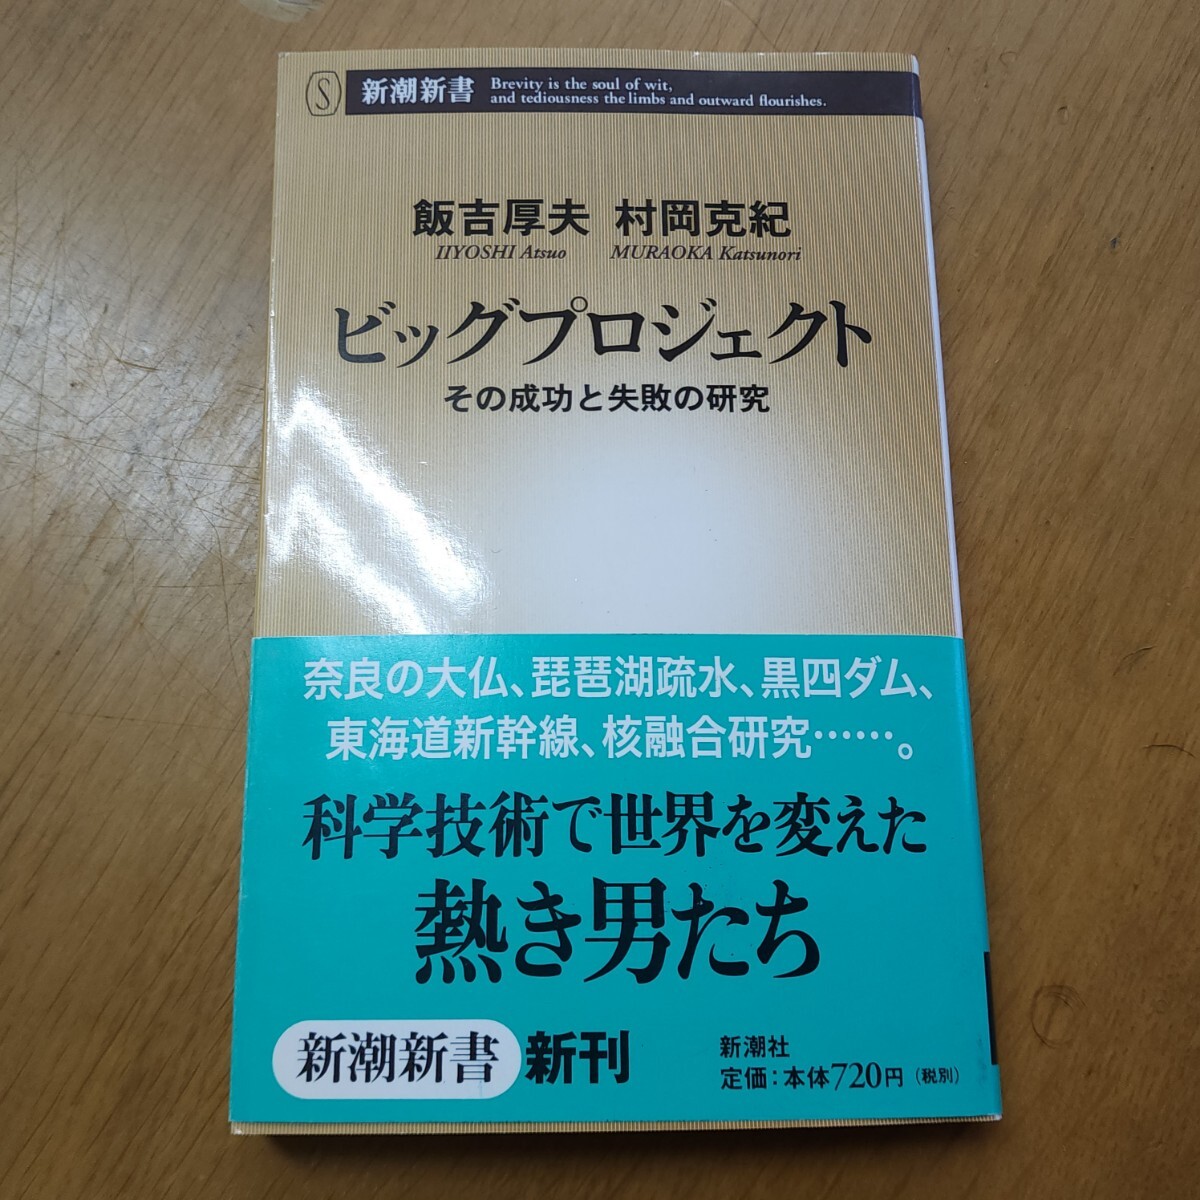 S 新潮新書 Brevity is the soul of wit,
and tediousness the limbs and outward flourishes.
飯吉厚夫 村岡克紀
IIYOSHI Atsuo MURAOKA Katsunori
ビッグプロジェクト
その成功と失敗の研究
奈良の大仏、琵琶湖疏水、黒四ダム、
東海道新幹線、核融合研究……。
科学技術で世界を変えた
熱き男たち
新潮新書 新刊
新潮社
定価：本体720円（税別）